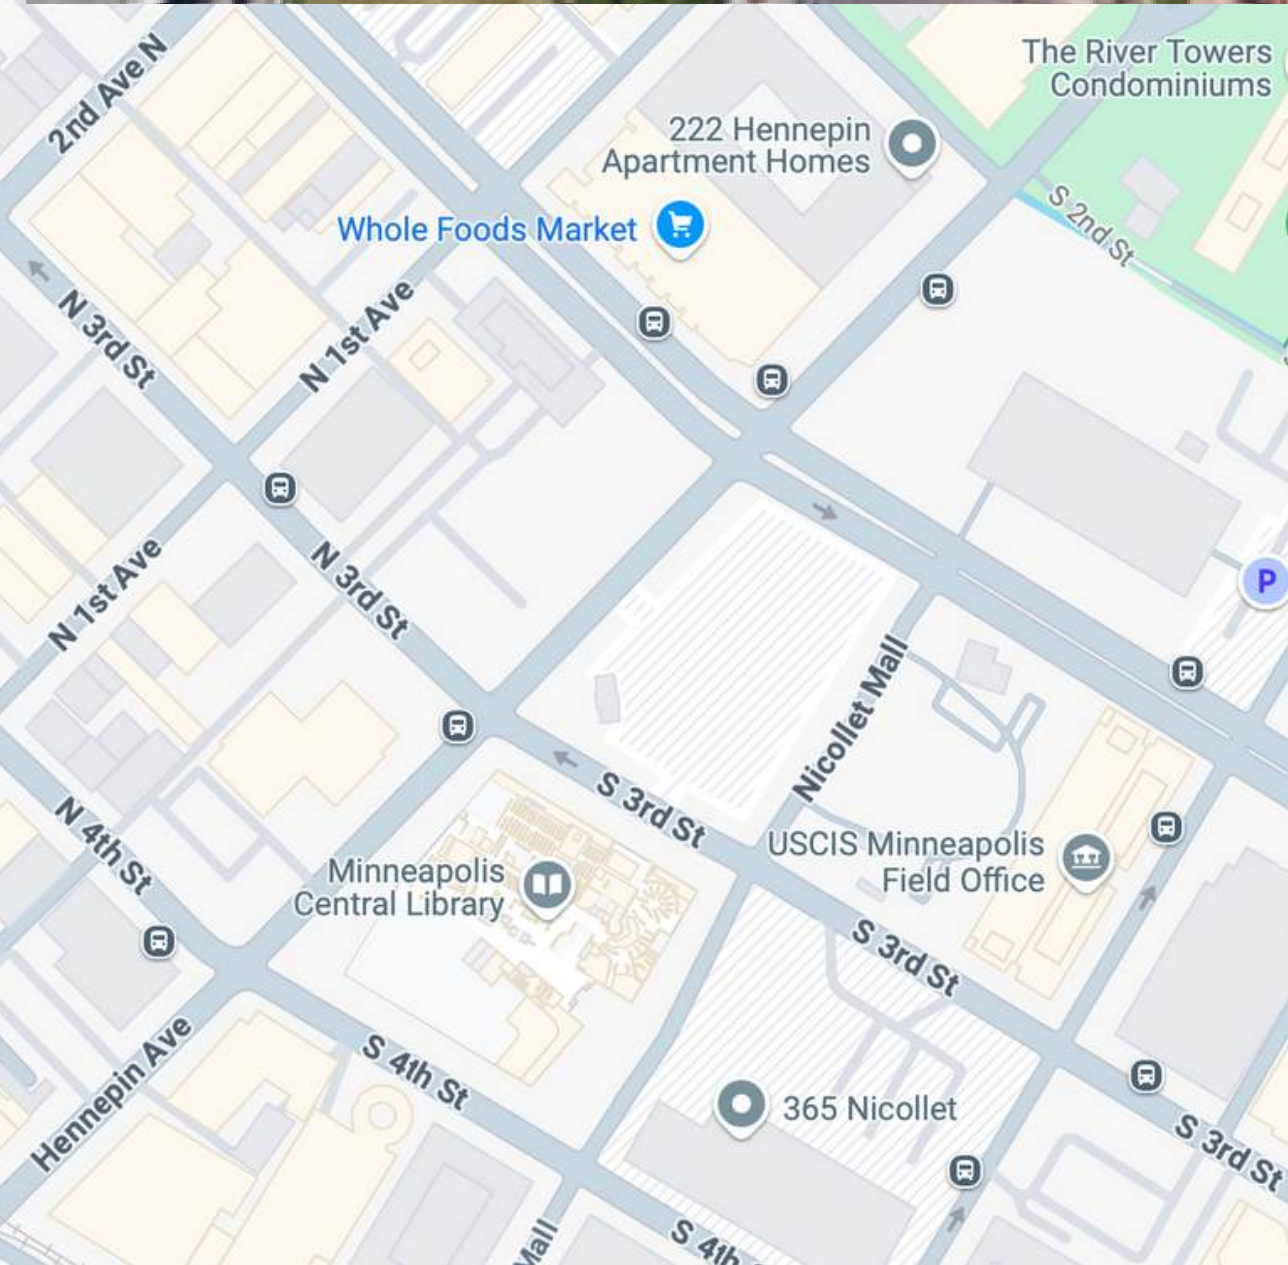 The River Towers
Condominiums
2nd Ave N
222 Hennepin
Apartment Homes
S 2nd St
Whole Foods Market
N 3rd St
N 1st Ave
N 1st Ave
N 3rd St
P
Nicollet Mall
S 3rd St
N 4th St
USCIS Minneapolis
Field Office
Minneapolis
Central Library
S 3rd St
Hennepin Ave
S 4th St
365 Nicollet
S 3rd St
Mall
S 4th